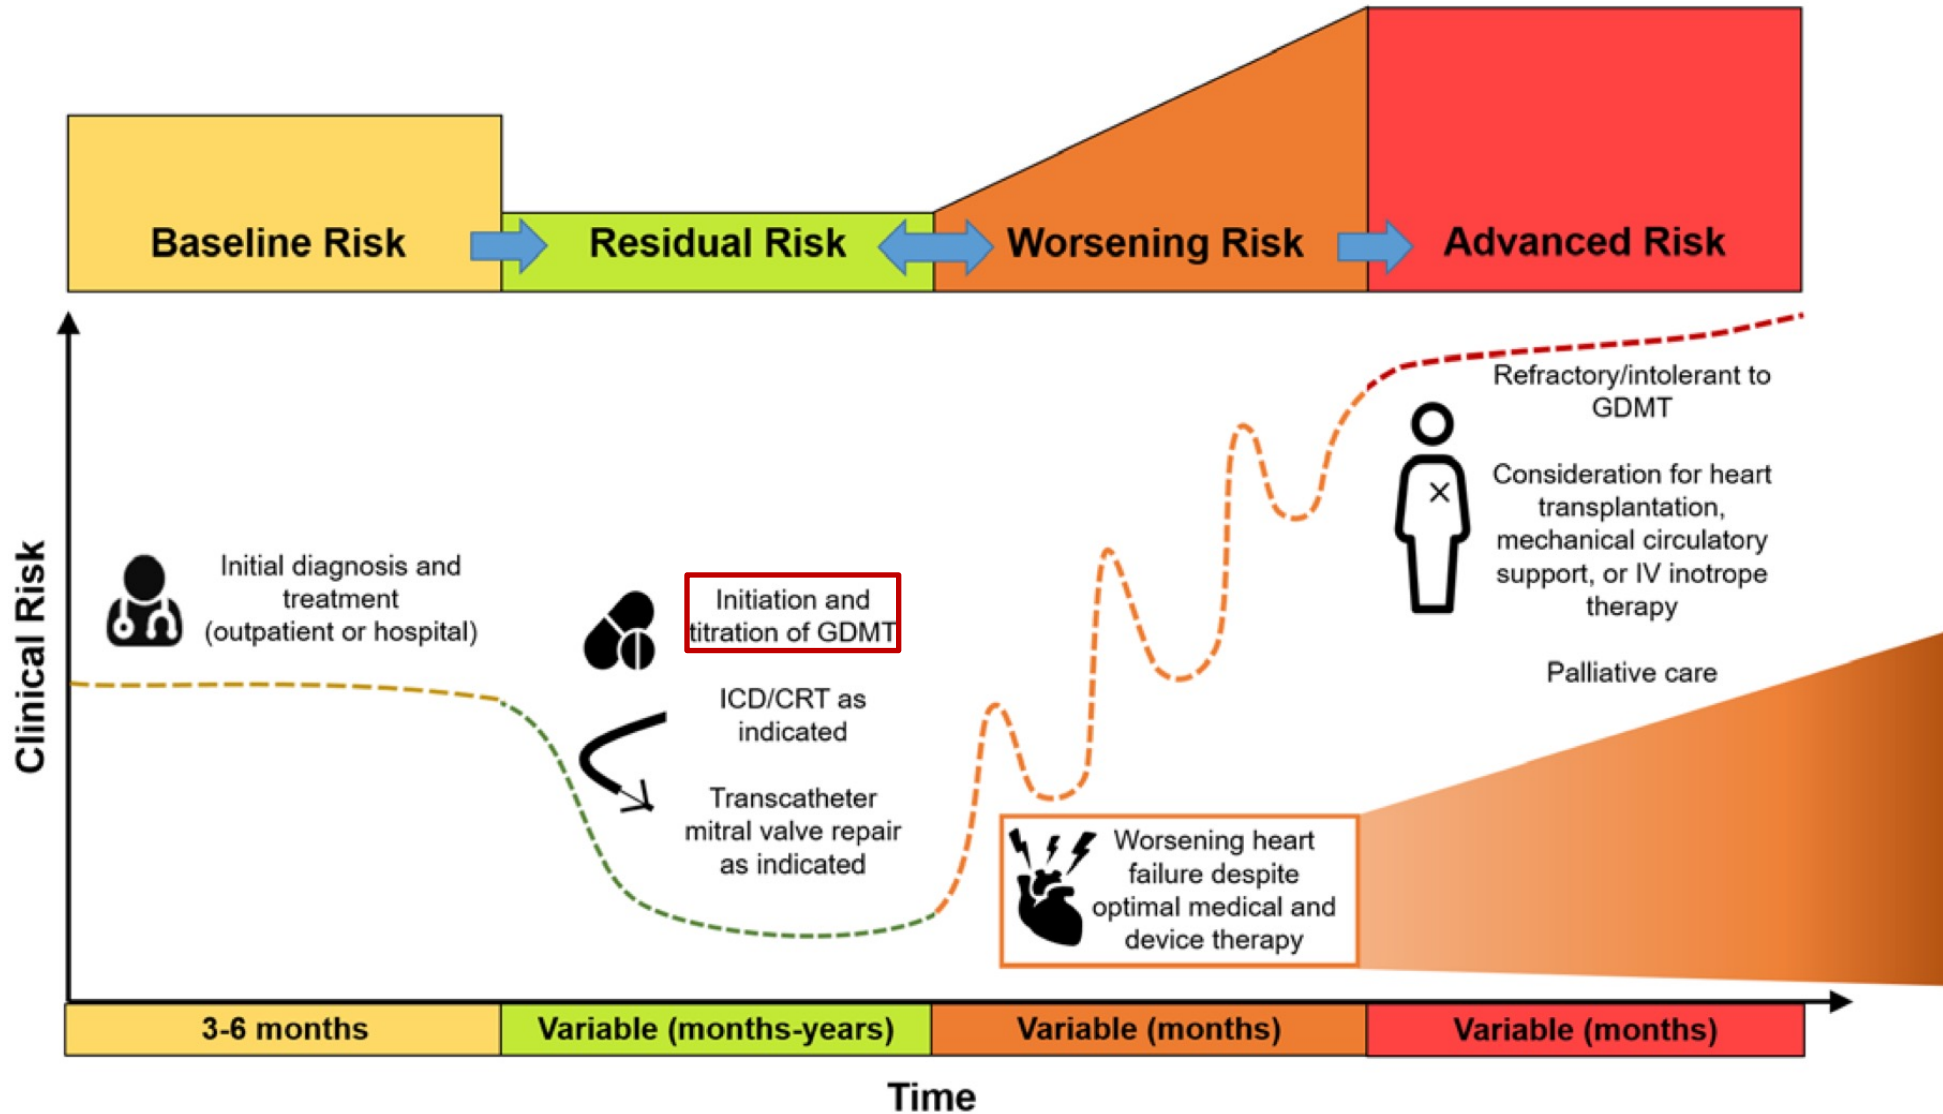 Baseline Risk
Residual Risk
Worsening Risk
Advanced Risk
Clinical Risk
Initial diagnosis and
treatment
(outpatient or hospital)
Initiation and
titration of GDMT
ICD/CRT as
indicated
Transcatheter
mitral valve repair
as indicated
Worsening heart
failure despite
optimal medical and
device therapy
Refractory/intolerant to
GDMT
Consideration for heart
transplantation,
mechanical circulatory
support, or IV inotrope
therapy
Palliative care
3-6 months
Variable (months-years)
Variable (months)
Variable (months)
Time